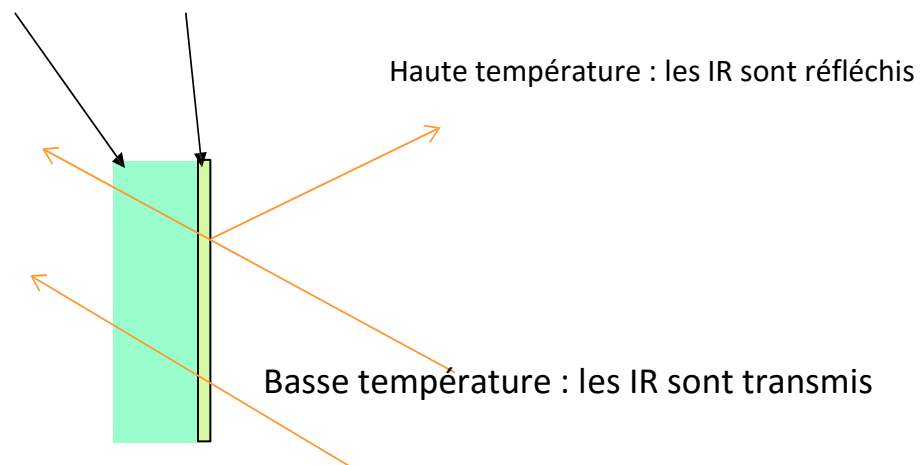 Haute température : les IR sont réfléchis
Basse température : les IR sont transmis